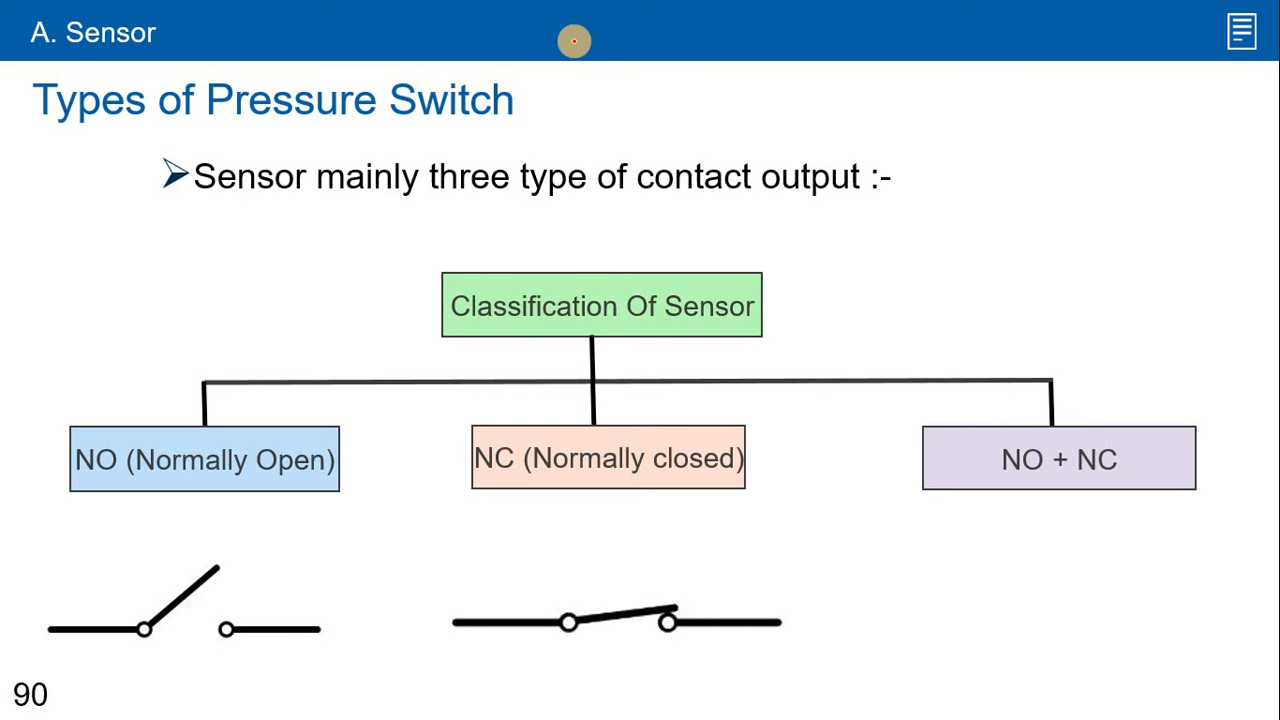 A. Sensor
Types of Pressure Switch
Sensor mainly three type of contact output :-
Classification Of Sensor
NO (Normally Open)
NC (Normally closed)
NO + NC
90